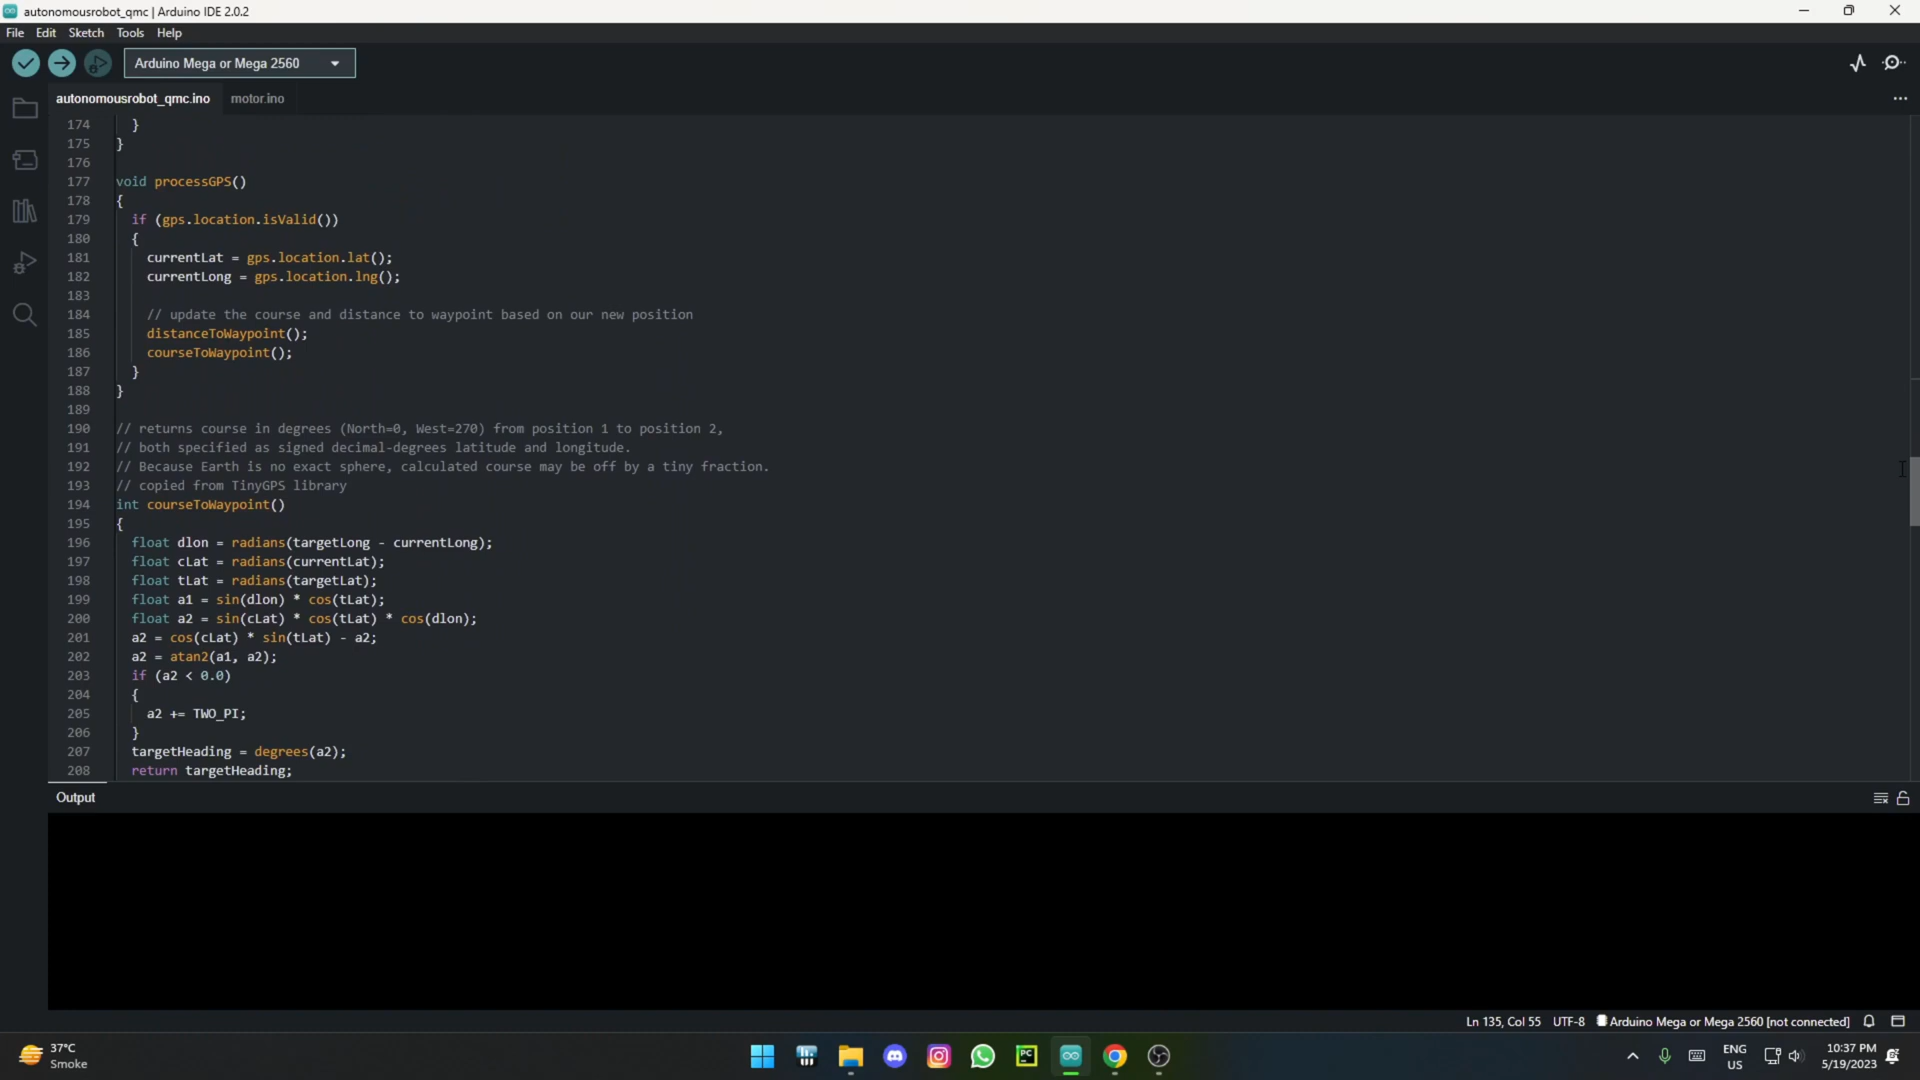 autonomousrobot_qmc | Arduino IDE 2.0.2
File Edit Sketch Tools Help
Arduino Mega or Mega 2560
autonomousrobot_qmc.ino motor.ino
174 }
175 }
176
177 void processGPS()
178 {
179 if (gps.location.isValid())
180 {
181 currentLat = gps.location.lat();
182 currentLong = gps.location.lng();
183
184 // update the course and distance to waypoint based on our new position
185 distanceToWaypoint();
186 courseToWaypoint();
187 }
188 }
189
190 // returns course in degrees (North=0, West=270) from position 1 to position 2,
191 // both specified as signed decimal-degrees latitude and longitude.
192 // Because Earth is no exact sphere, calculated course may be off by a tiny fraction.
193 // copied from TinyGPS library
194 int courseToWaypoint()
195 {
196 float dlon = radians(targetLong - currentLong);
197 float cLat = radians(currentLat);
198 float tLat = radians(targetLat);
199 float a1 = sin(dlon) * cos(tLat);
200 float a2 = sin(cLat) * cos(tLat) * cos(dlon);
201 a2 = cos(cLat) * sin(tLat) - a2;
202 a2 = atan2(a1, a2);
203 if (a2 < 0.0)
204 {
205 a2 += TWO_PI;
206 }
207 targetHeading = degrees(a2);
208 return targetHeading;
Output
Ln 135, Col 55 UTF-8 Arduino Mega or Mega 2560 [not connected]
37°C
Smoke
PC
ENG
US
10:37 PM
5/19/2023